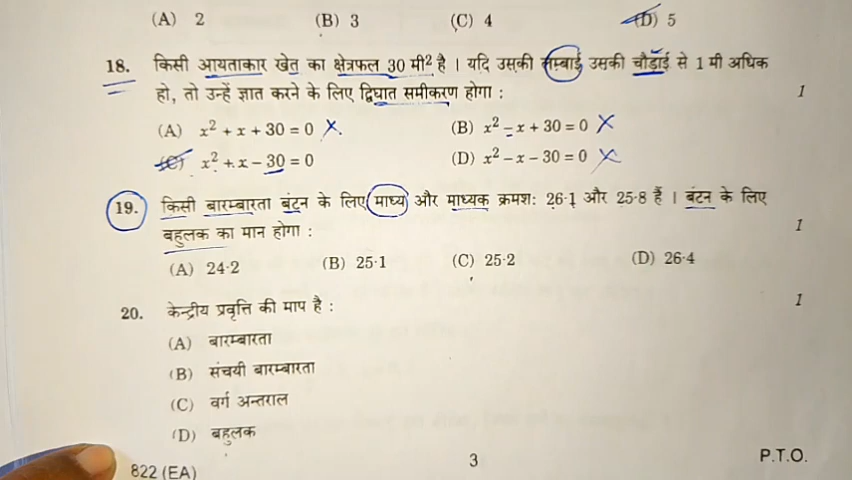 (A) 2 (B) 3 (C) 4 (D) 5
18. किसी आयताकार खेत का क्षेत्रफल 30 मी² है । यदि उसकी लम्बाई उसकी चौड़ाई से 1 मी अधिक
हो, तो उन्हें ज्ञात करने के लिए द्विघात समीकरण होगा : 1
(A) x² + x + 30 = 0 (B) x² – x + 30 = 0
(C) x² + x – 30 = 0 (D) x² – x – 30 = 0
19. किसी बारम्बारता बंटन के लिए माध्य और माध्यक क्रमश: 26·1 और 25·8 हैं । बंटन के लिए
बहुलक का मान होगा : 1
(A) 24·2 (B) 25·1 (C) 25·2 (D) 26·4
20. केन्द्रीय प्रवृत्ति की माप है : 1
(A) बारम्बारता
(B) संचयी बारम्बारता
(C) वर्ग अन्तराल
(D) बहुलक
822 (EA) 3 P.T.O.